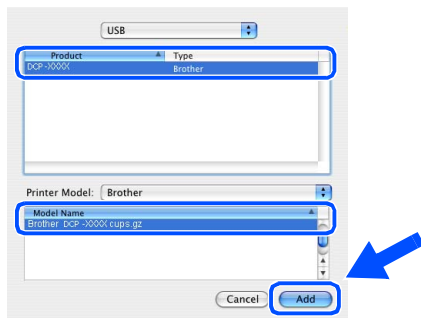 USB
Product Type
DCP-XXXX Brother
Printer Model: Brother
Model Name
Brother DCP-XXXX cups.gz
Cancel Add